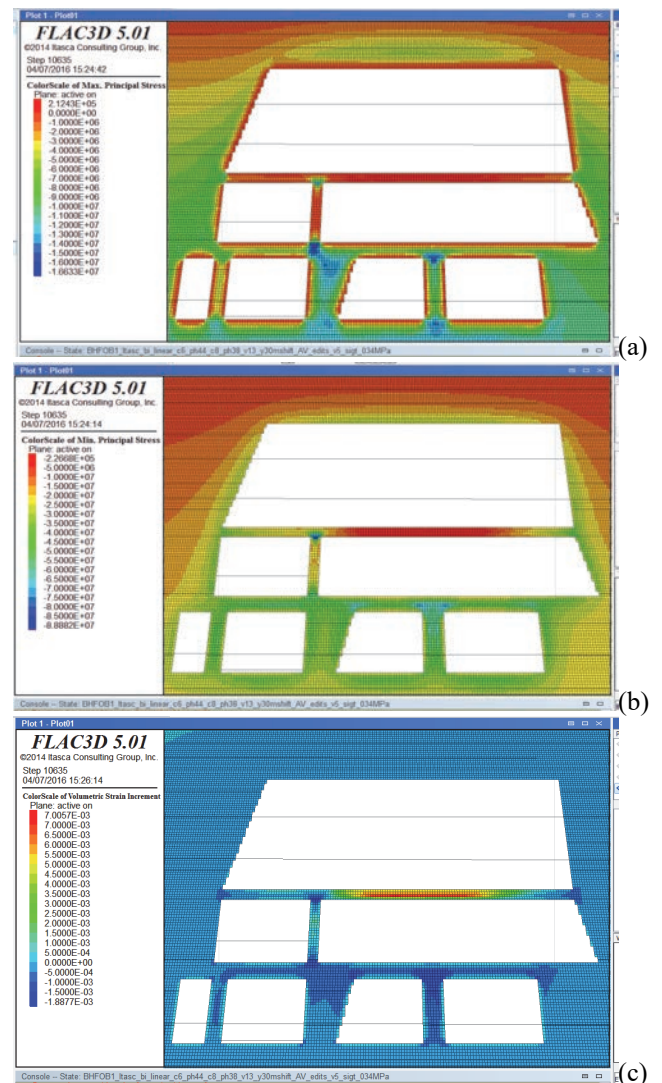 Plot 1 - Plot01
FLAC3D 5.01
©2014 Itasca Consulting Group, Inc.
Step 10635
04/07/2016 15:24:42
ColorScale of Max. Principal Stress
Plane: active on
2.1243E+05
0.0000E+00
-1.0000E+06
-2.0000E+06
-3.0000E+06
-4.0000E+06
-5.0000E+06
-6.0000E+06
-7.0000E+06
-8.0000E+06
-9.0000E+06
-1.0000E+07
-1.1000E+07
-1.2000E+07
-1.3000E+07
-1.4000E+07
-1.5000E+07
-1.6000E+07
-1.6633E+07
Console -- State: BHFOB1_Itasc_bi_linear_c6_ph44_c8_ph38_v13_y30mshift_AV_edits_v5_sigt_034MPa
(a)
Plot 1 - Plot01
FLAC3D 5.01
©2014 Itasca Consulting Group, Inc.
Step 10635
04/07/2016 15:24:14
ColorScale of Min. Principal Stress
Plane: active on
-2.2668E+05
-5.0000E+06
-1.0000E+07
-1.5000E+07
-2.0000E+07
-2.5000E+07
-3.0000E+07
-3.5000E+07
-4.0000E+07
-4.5000E+07
-5.0000E+07
-5.5000E+07
-6.0000E+07
-6.5000E+07
-7.0000E+07
-7.5000E+07
-8.0000E+07
-8.5000E+07
-8.8882E+07
Console -- State: BHFOB1_Itasc_bi_linear_c6_ph44_c8_ph38_v13_y30mshift_AV_edits_v5_sigt_034MPa
(b)
Plot 1 - Plot01
FLAC3D 5.01
©2014 Itasca Consulting Group, Inc.
Step 10635
04/07/2016 15:26:14
ColorScale of Volumetric Strain Increment
Plane: active on
7.0057E-03
7.0000E-03
6.5000E-03
6.0000E-03
5.5000E-03
5.0000E-03
4.5000E-03
4.0000E-03
3.5000E-03
3.0000E-03
2.5000E-03
2.0000E-03
1.5000E-03
1.0000E-03
5.0000E-04
0.0000E+00
-5.0000E-04
-1.0000E-03
-1.5000E-03
-1.8877E-03
Console -- State: BHFOB1_Itasc_bi_linear_c6_ph44_c8_ph38_v13_y30mshift_AV_edits_v5_sigt_034MPa
(c)